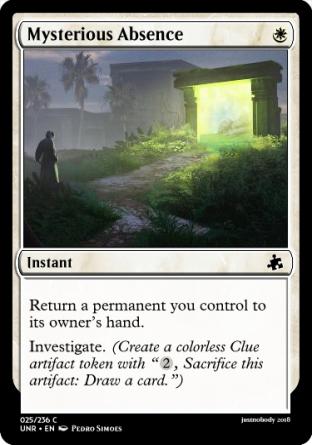 Mysterious Absence
Instant
Return a permanent you control to
its owner's hand.
Investigate. (Create a colorless Clue
artifact token with “2, Sacrifice this
artifact: Draw a card.”)
025/236 C
UNR • EN Pedro Simoes
justnobody 2018